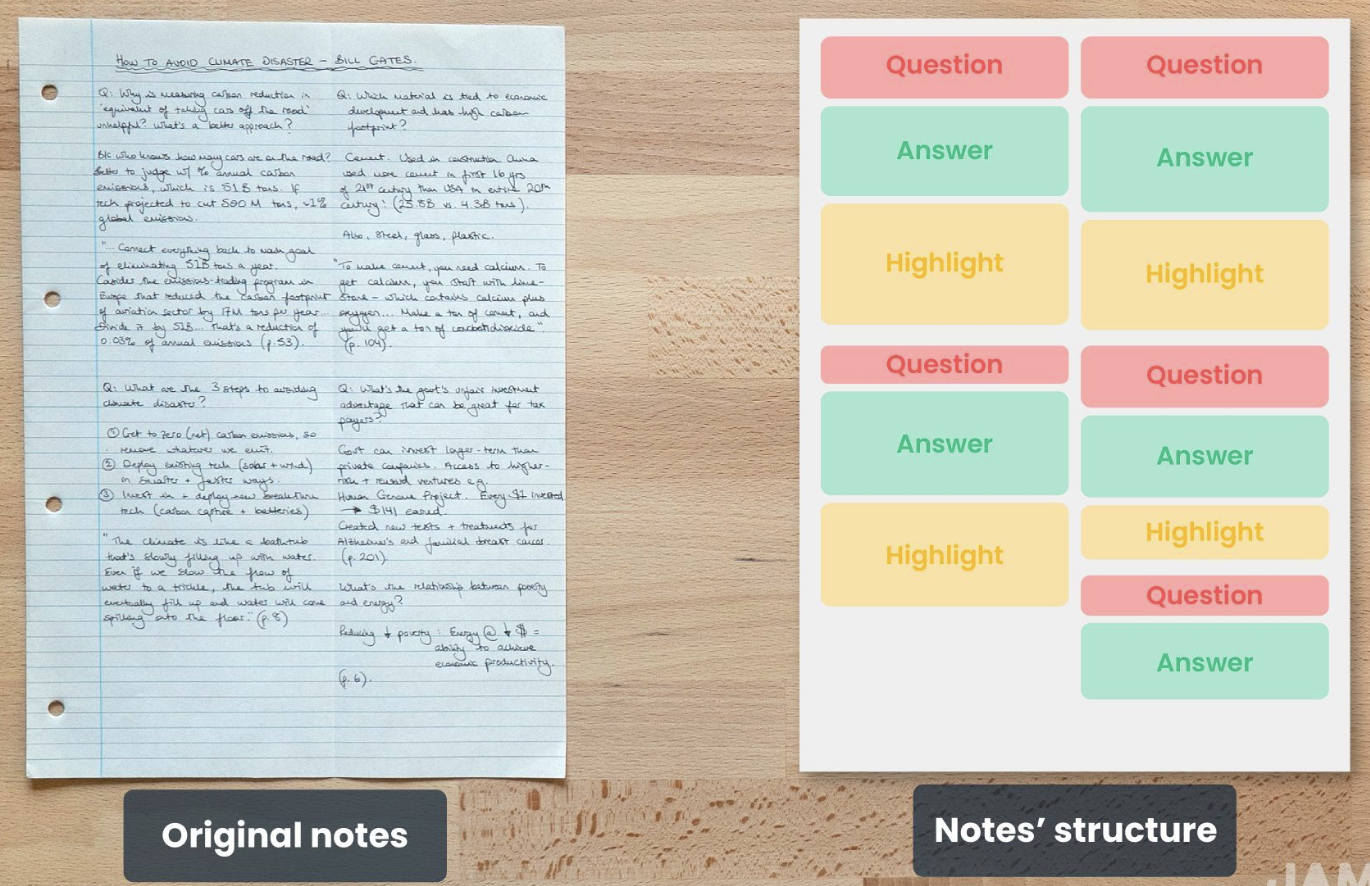 HOW TO AVOID CLIMATE DISASTER – BILL GATES.
Q: Why is measuring carbon reduction in
'equivalent of taking cars off the road'
unhelpful? What's a better approach?
B/c who knows how many cars are on the road?
Better to judge w/ % annual carbon
emissions, which is 51B tons. If
tech projected to cut 500M tons, ~1%
global emissions.
"... Connect everything back to main goal
of eliminating 51B tons a year.
Consider the emissions-trading program in
Europe that reduced the carbon footprint
of aviation sector by 17M tons per year...
Divide it by 51B... that's a reduction of
0.03% of annual emissions (p.53).
Q: What are the 3 steps to avoiding
climate disaster?
① Get to zero (net) carbon emissions, so
remove whatever we emit.
② Deploy existing tech (solar + wind)
in smarter + faster ways.
③ Invest in + deploy new breakthru
tech (carbon capture + batteries)
"The climate is like a bathtub
that's slowly filling up with water.
Even if we slow the flow of
water to a trickle, the tub will
eventually fill up and water will come
spilling onto the floor." (p.8)
Q: Which material is tied to economic
development and has high carbon
footprint?
Cement. Used in construction. China
used more cement in first 16 yrs
of 21st century than USA in entire 20th
century! (25.8B vs. 4.3B tons).
Also, steel, glass, plastic.
"To make cement, you need calcium. To
get calcium, you start with lime-
stone – which contains calcium plus
oxygen... Make a ton of cement, and
you'll get a ton of carbon dioxide".
(p. 104).
Q: What's the govt's unfair investment
advantage that can be great for tax
payers?
Govt can invest longer-term than
private companies. Access to higher-
risk + reward ventures e.g.
Human Genome Project. Every $1 invested
→ $141 earned.
Created new tests + treatments for
Alzheimer's and familial breast cancer.
(p.201).
What's the relationship between poverty
and energy?
Reducing ↓ poverty: Energy @ ↓ $ =
ability to achieve
economic productivity.
(p.6).
Original notes
Question
Answer
Highlight
Question
Answer
Highlight
Question
Answer
Highlight
Question
Answer
Highlight
Question
Answer
Notes' structure
JAM